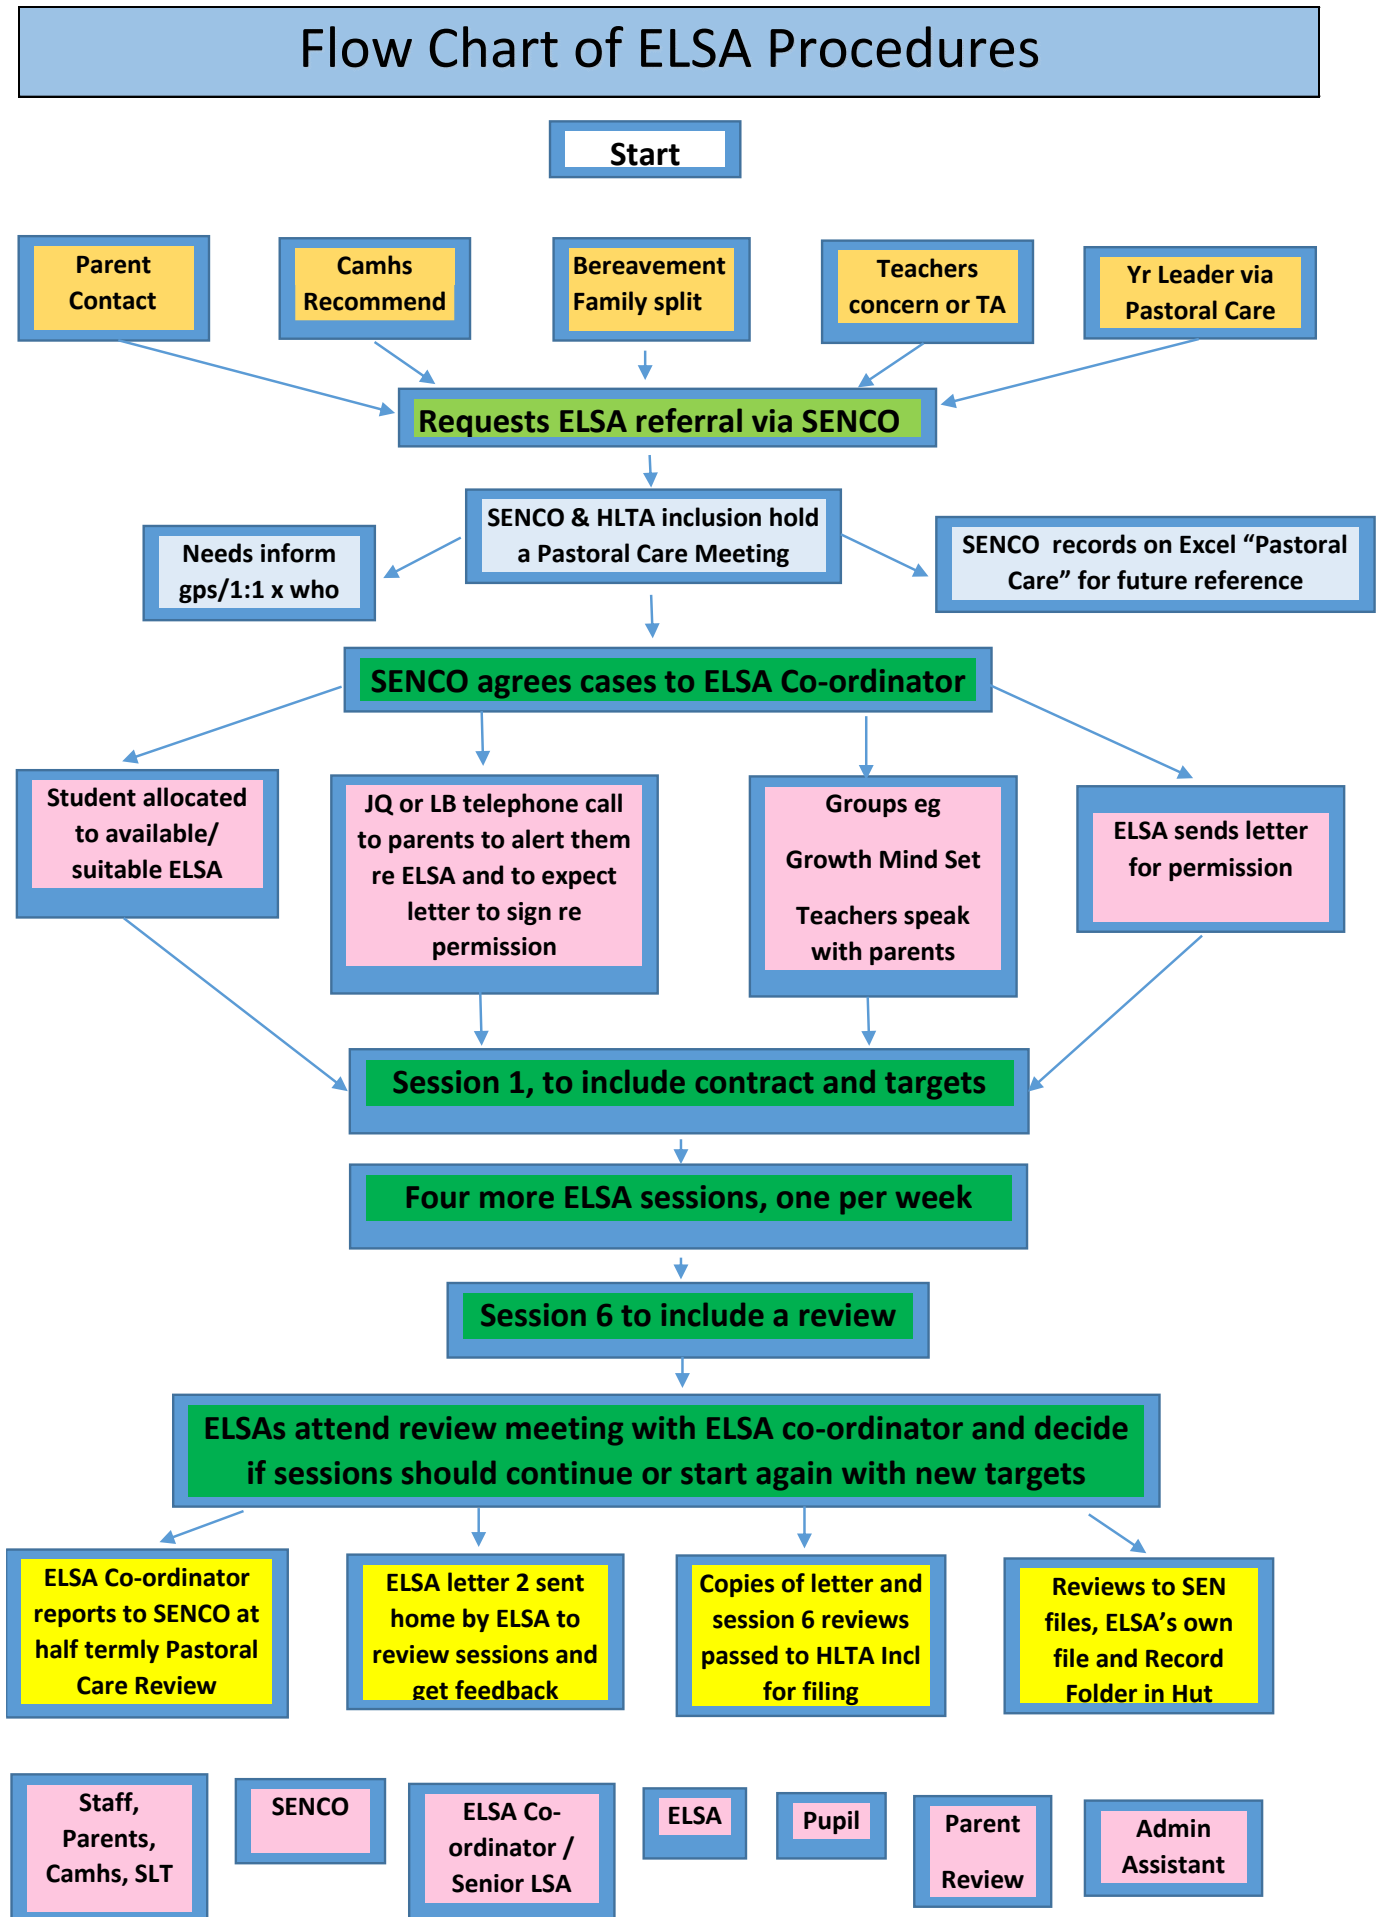 Flow Chart of ELSA Procedures
Start
Parent
Contact
Camhs
Recommend
Bereavement
Family split
Teachers
concern or TA
Yr Leader via
Pastoral Care
Requests ELSA referral via SENCO
SENCO & HLTA inclusion hold
a Pastoral Care Meeting
Needs inform
gps/1:1 x who
SENCO records on Excel “Pastoral
Care” for future reference
SENCO agrees cases to ELSA Co-ordinator
Student allocated
to available/
suitable ELSA
JQ or LB telephone call
to parents to alert them
re ELSA and to expect
letter to sign re
permission
Groups eg
Growth Mind Set
Teachers speak
with parents
ELSA sends letter
for permission
Session 1, to include contract and targets
Four more ELSA sessions, one per week
Session 6 to include a review
ELSAs attend review meeting with ELSA co-ordinator and decide
if sessions should continue or start again with new targets
ELSA Co-ordinator
reports to SENCO at
half termly Pastoral
Care Review
ELSA letter 2 sent
home by ELSA to
review sessions and
get feedback
Copies of letter and
session 6 reviews
passed to HLTA Incl
for filing
Reviews to SEN
files, ELSA’s own
file and Record
Folder in Hut
Staff,
Parents,
Camhs, SLT
SENCO
ELSA Co-
ordinator /
Senior LSA
ELSA
Pupil
Parent
Review
Admin
Assistant